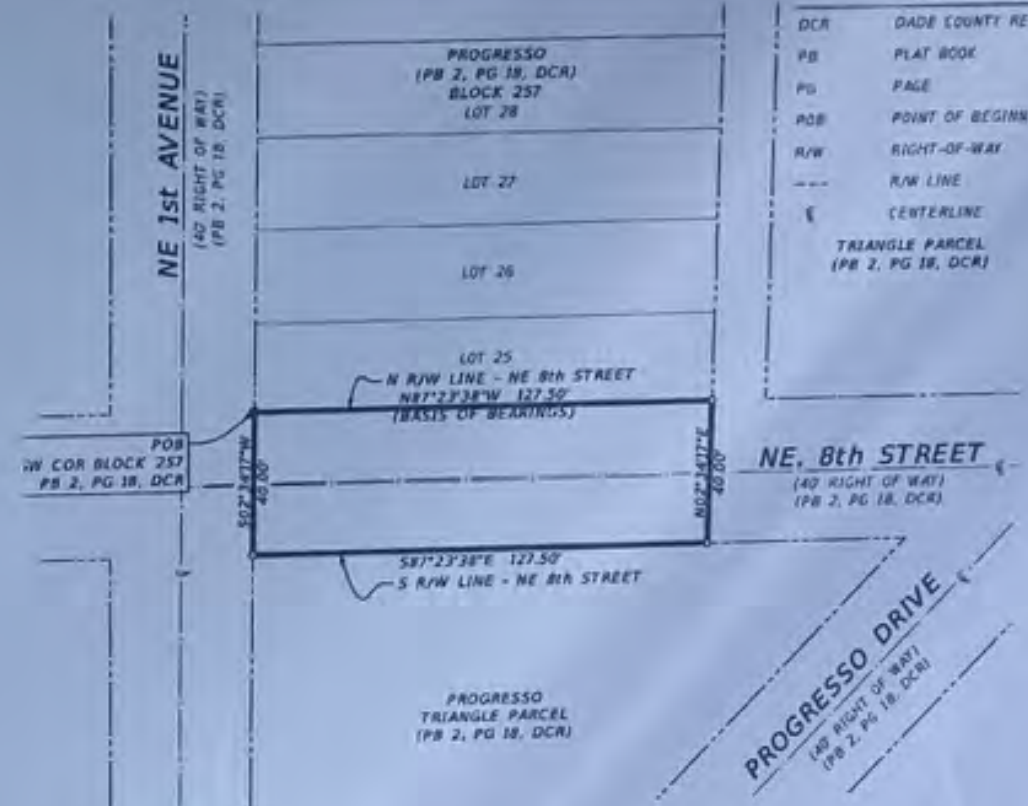 PROGRESSO
(PB 2, PG 18, DCR)
BLOCK 257
LOT 28
LOT 27
LOT 26
LOT 25
N R/W LINE - NE 8th STREET
N87°23'38"W 127.50'
(BASIS OF BEARINGS)
NE 1st AVENUE
(40' RIGHT OF WAY)
(PB 2, PG 18, DCR)
DCR DADE COUNTY RE
PB PLAT BOOK
PG PAGE
POB POINT OF BEGINN
R/W RIGHT-OF-WAY
R/W LINE
CENTERLINE
TRIANGLE PARCEL
(PB 2, PG 18, DCR)
POB
SW COR BLOCK 257
PB 2, PG 18, DCR
40.00'
40.00'
NE. 8th STREET
(40' RIGHT OF WAY)
(PB 2, PG 18, DCR)
S87°23'38"E 127.50'
S R/W LINE - NE 8th STREET
PROGRESSO
TRIANGLE PARCEL
(PB 2, PG 18, DCR)
PROGRESSO DRIVE
(40' RIGHT OF WAY)
(PB 2, PG 18, DCR)